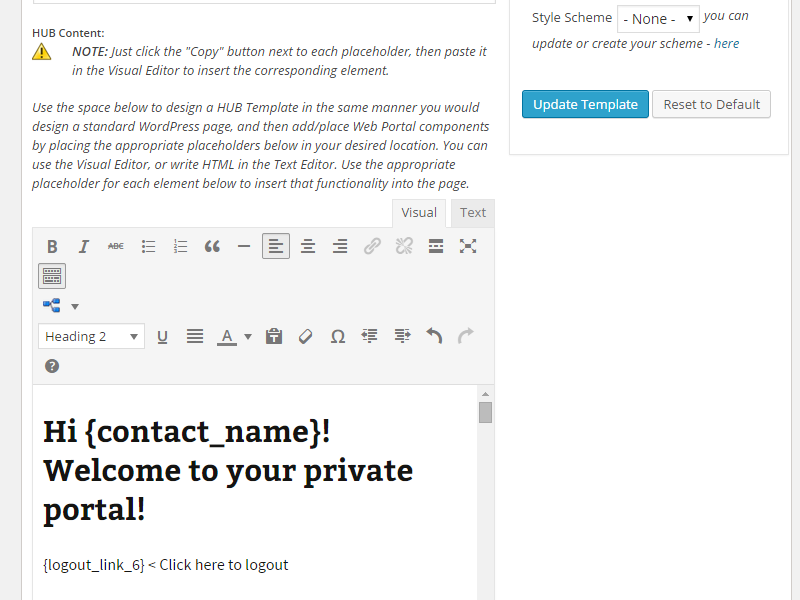 HUB Content:
NOTE: Just click the "Copy" button next to each placeholder, then paste it
in the Visual Editor to insert the corresponding element.
Use the space below to design a HUB Template in the same manner you would
design a standard WordPress page, and then add/place Web Portal components
by placing the appropriate placeholders below in your desired location. You can
use the Visual Editor, or write HTML in the Text Editor. Use the appropriate
placeholder for each element below to insert that functionality into the page.
Visual Text
B I ABC
Heading 2 U A T Ω
?
Hi {contact_name}!
Welcome to your private
portal!
{logout_link_6} < Click here to logout
Style Scheme - None - you can
update or create your scheme - here
Update Template Reset to Default